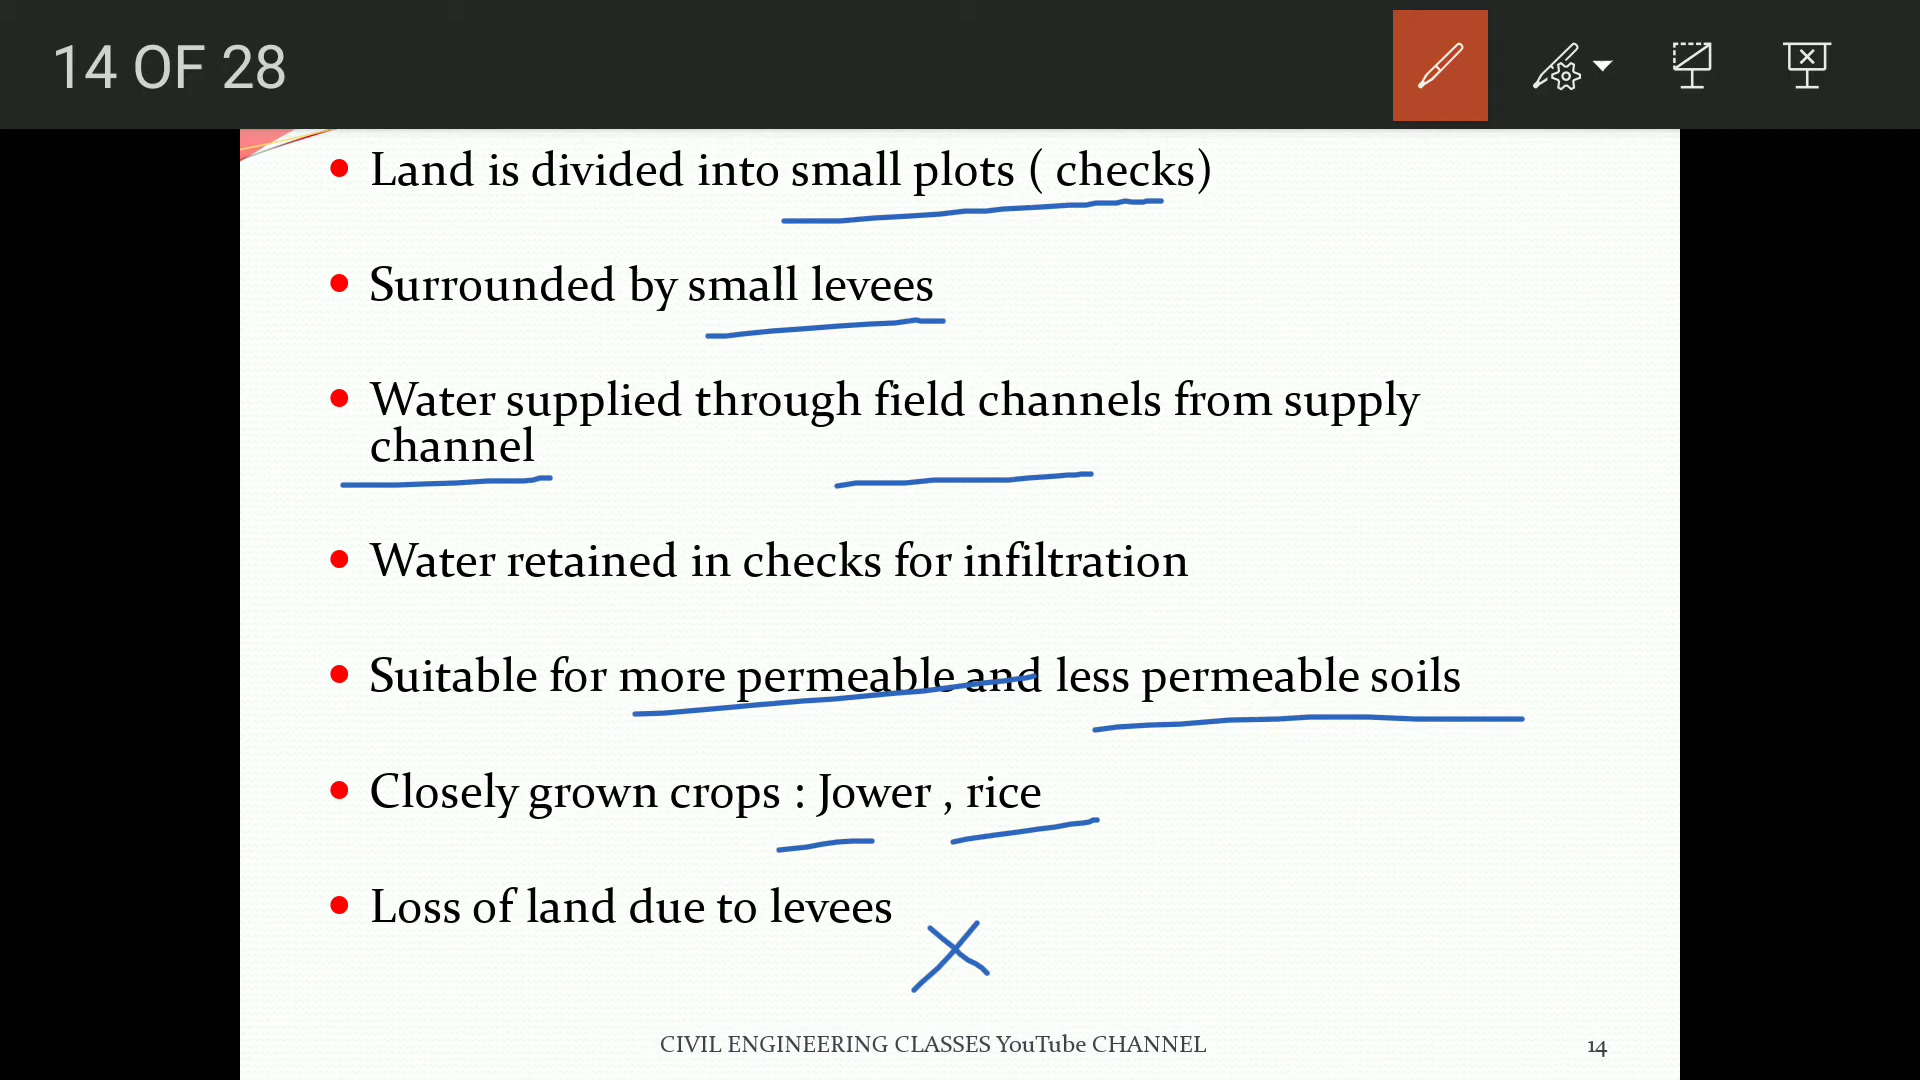 14 OF 28
• Land is divided into small plots ( checks)
• Surrounded by small levees
• Water supplied through field channels from supply
channel
• Water retained in checks for infiltration
• Suitable for more permeable and less permeable soils
• Closely grown crops : Jower , rice
• Loss of land due to levees
CIVIL ENGINEERING CLASSES YouTube CHANNEL
14